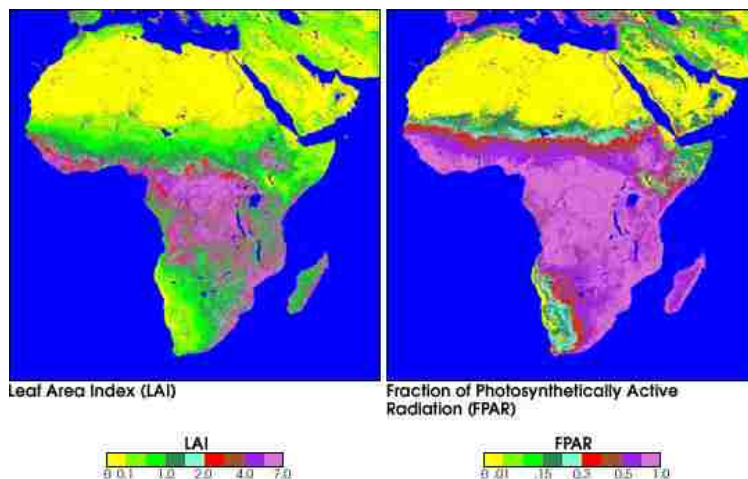 Leaf Area Index (LAI)
Fraction of Photosynthetically Active
Radiation (FPAR)
LAI
0 0.1 1.0 2.0 4.0 7.0
FPAR
0 .01 .15 0.3 0.5 1.0